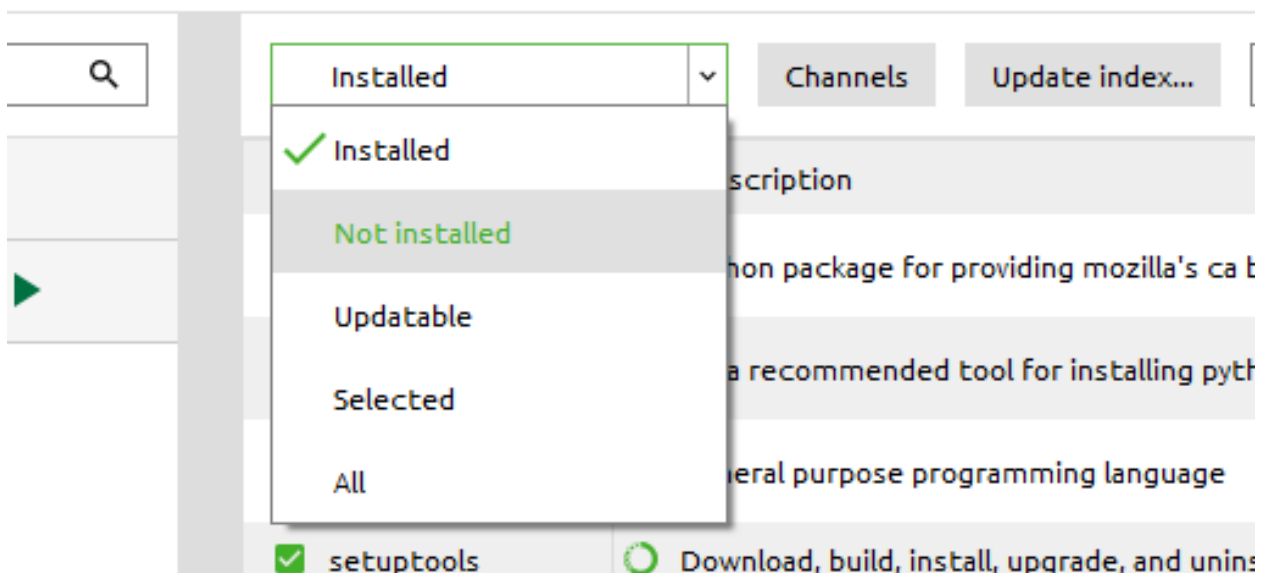 Installed
Channels
Update index...
Installed
scription
Not installed
hon package for providing mozilla's ca b
Updatable
a recommended tool for installing pyth
Selected
neral purpose programming language
All
setuptools
Download, build, install, upgrade, and unins